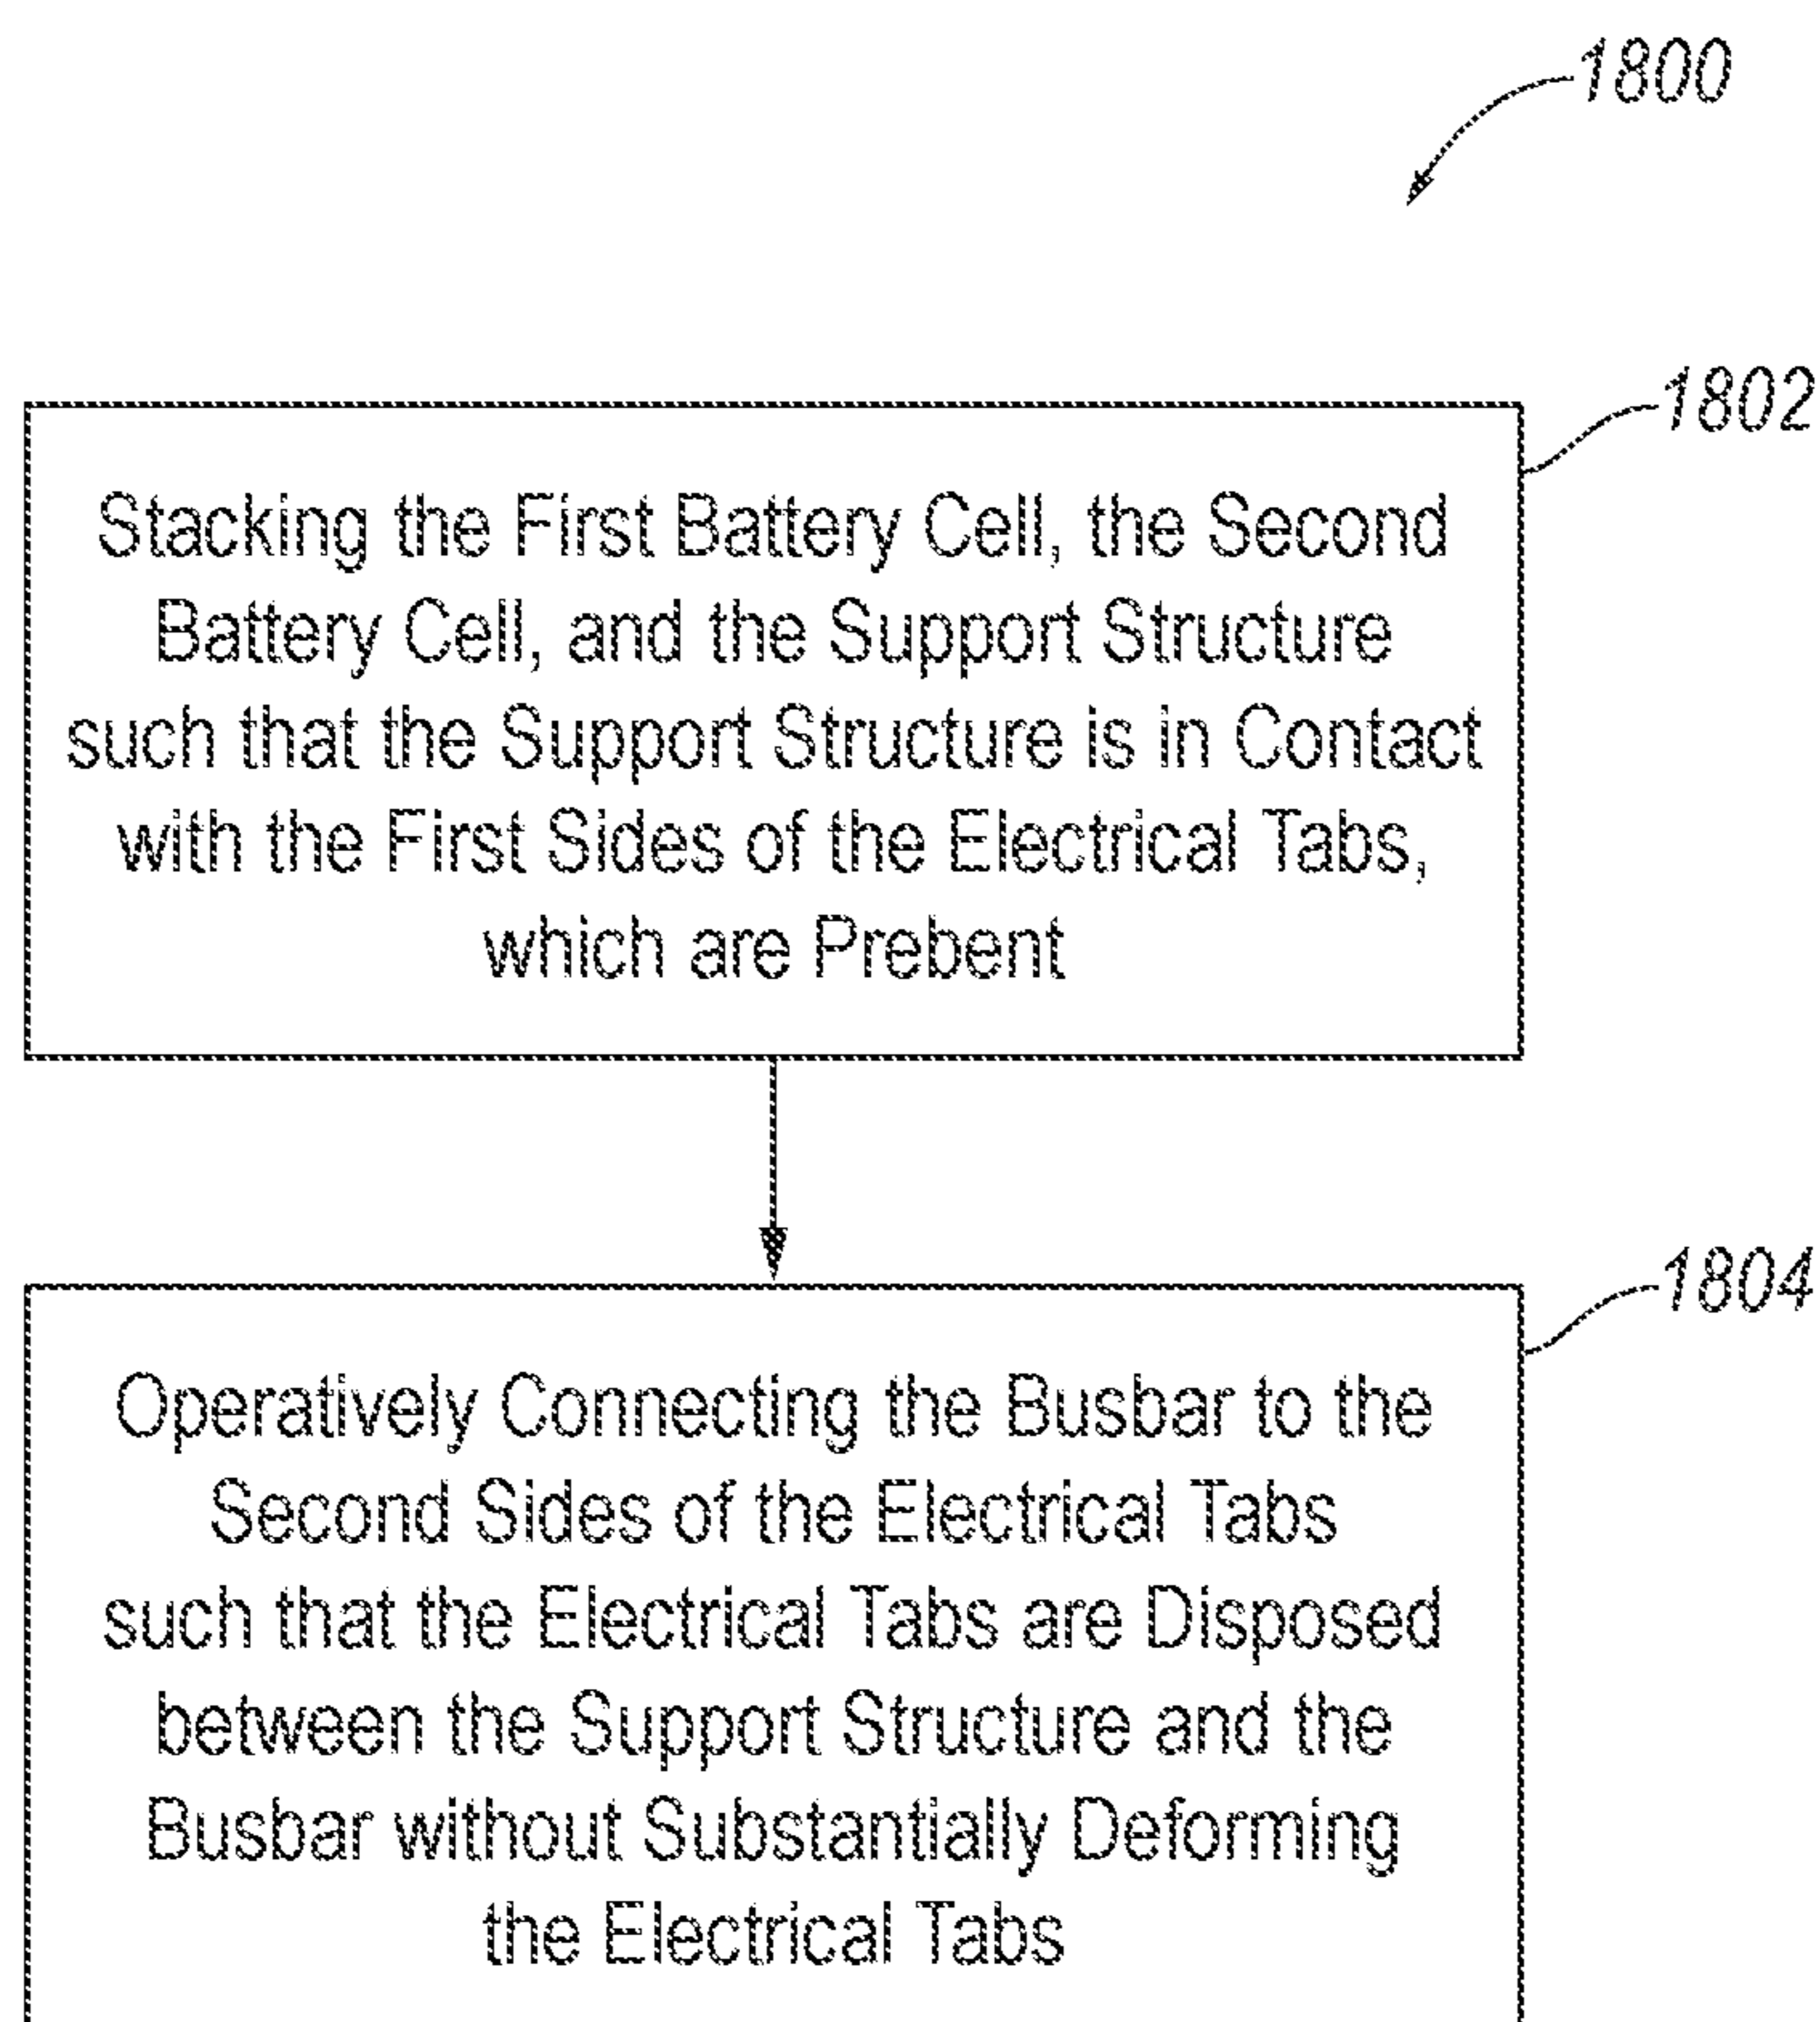 1800
1802
Stacking the First Battery Cell, the Second
Battery Cell, and the Support Structure
such that the Support Structure is in Contact
with the First Sides of the Electrical Tabs,
which are Prebent
1804
Operatively Connecting the Busbar to the
Second Sides of the Electrical Tabs
such that the Electrical Tabs are Disposed
between the Support Structure and the
Busbar without Substantially Deforming
the Electrical Tabs